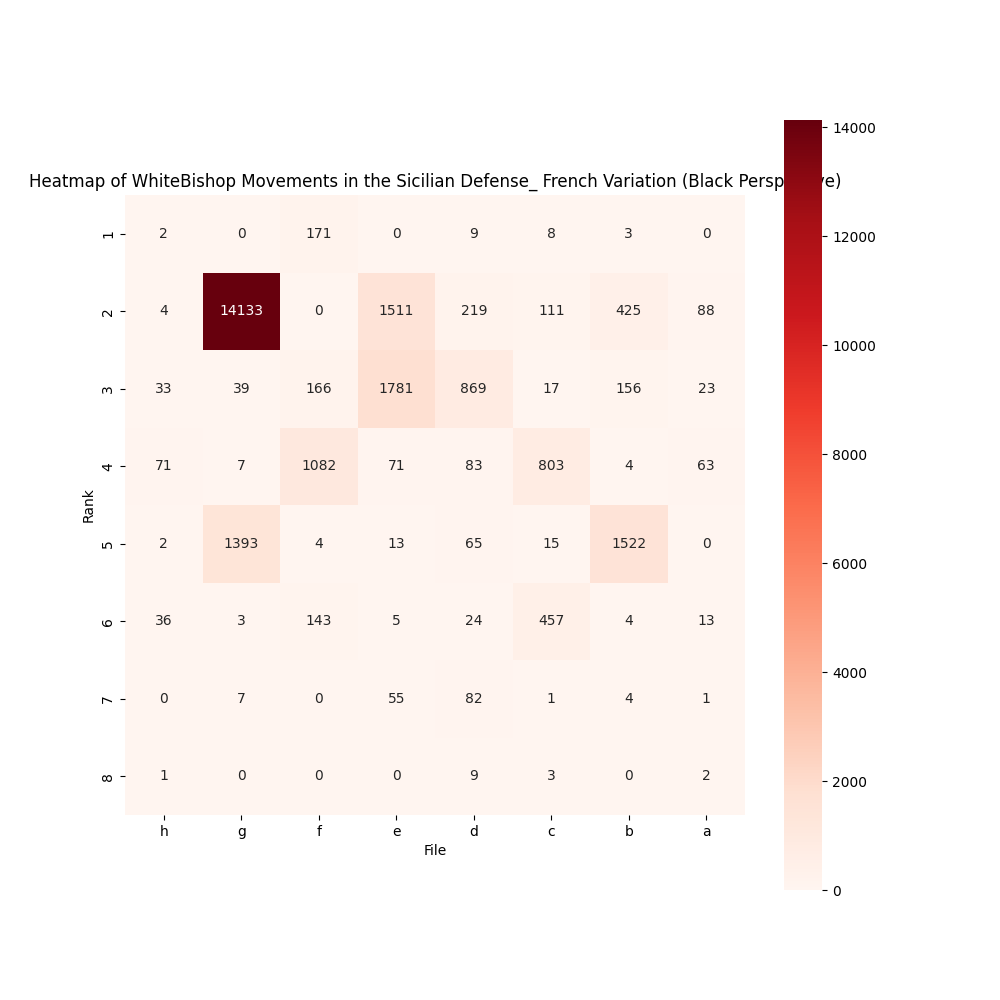 Heatmap of WhiteBishop Movements in the Sicilian Defense_ French Variation (Black Persp ve)
14000
12000
10000
8000
6000
4000
2000
0
Rank
1 2 0 171 0 9 8 3 0
2 4 14133 0 1511 219 111 425 88
3 33 39 166 1781 869 17 156 23
4 71 7 1082 71 83 803 4 63
5 2 1393 4 13 65 15 1522 0
6 36 3 143 5 24 457 4 13
7 0 7 0 55 82 1 4 1
8 1 0 0 0 9 3 0 2
h g f e d c b a
File